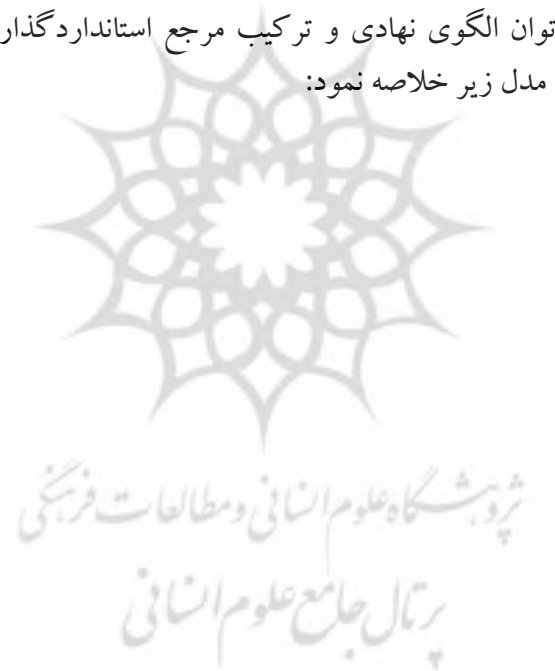 توان الگوی نهادی و ترکیب مرجع استانداردگذار
مدل زیر خلاصه نمود:
پژوهشگاه علوم انسانی و مطالعات فرهنگی
پرتال جامع علوم انسانی